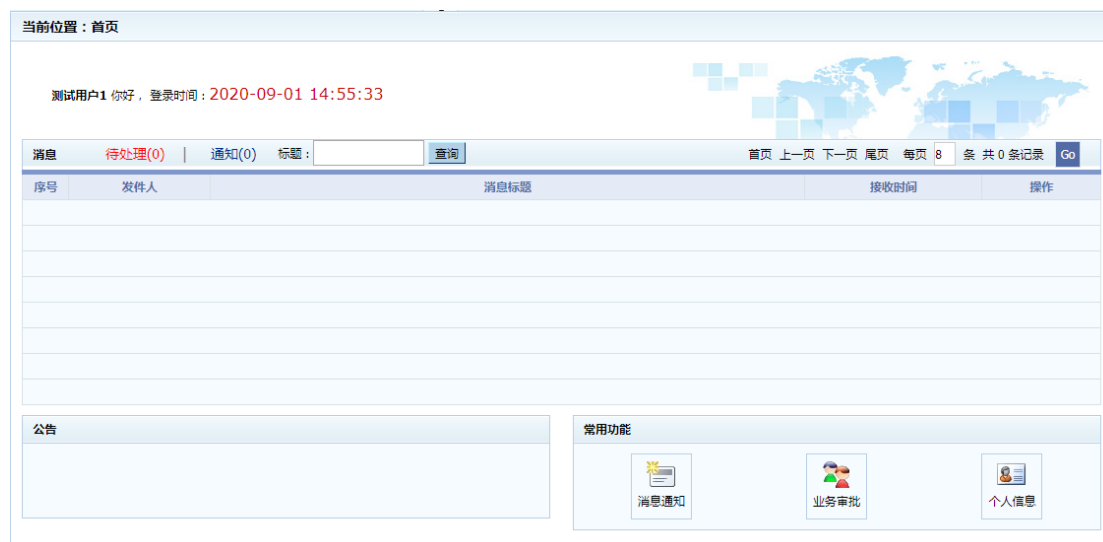 当前位置：首页
测试用户1 你好， 登录时间：2020-09-01 14:55:33
消息 待处理(0) | 通知(0) 标题： 查询 首页 上一页 下一页 尾页 每页 8 条 共 0 条记录 Go
序号 发件人 消息标题 接收时间 操作
公告 常用功能
消息通知 业务审批 个人信息